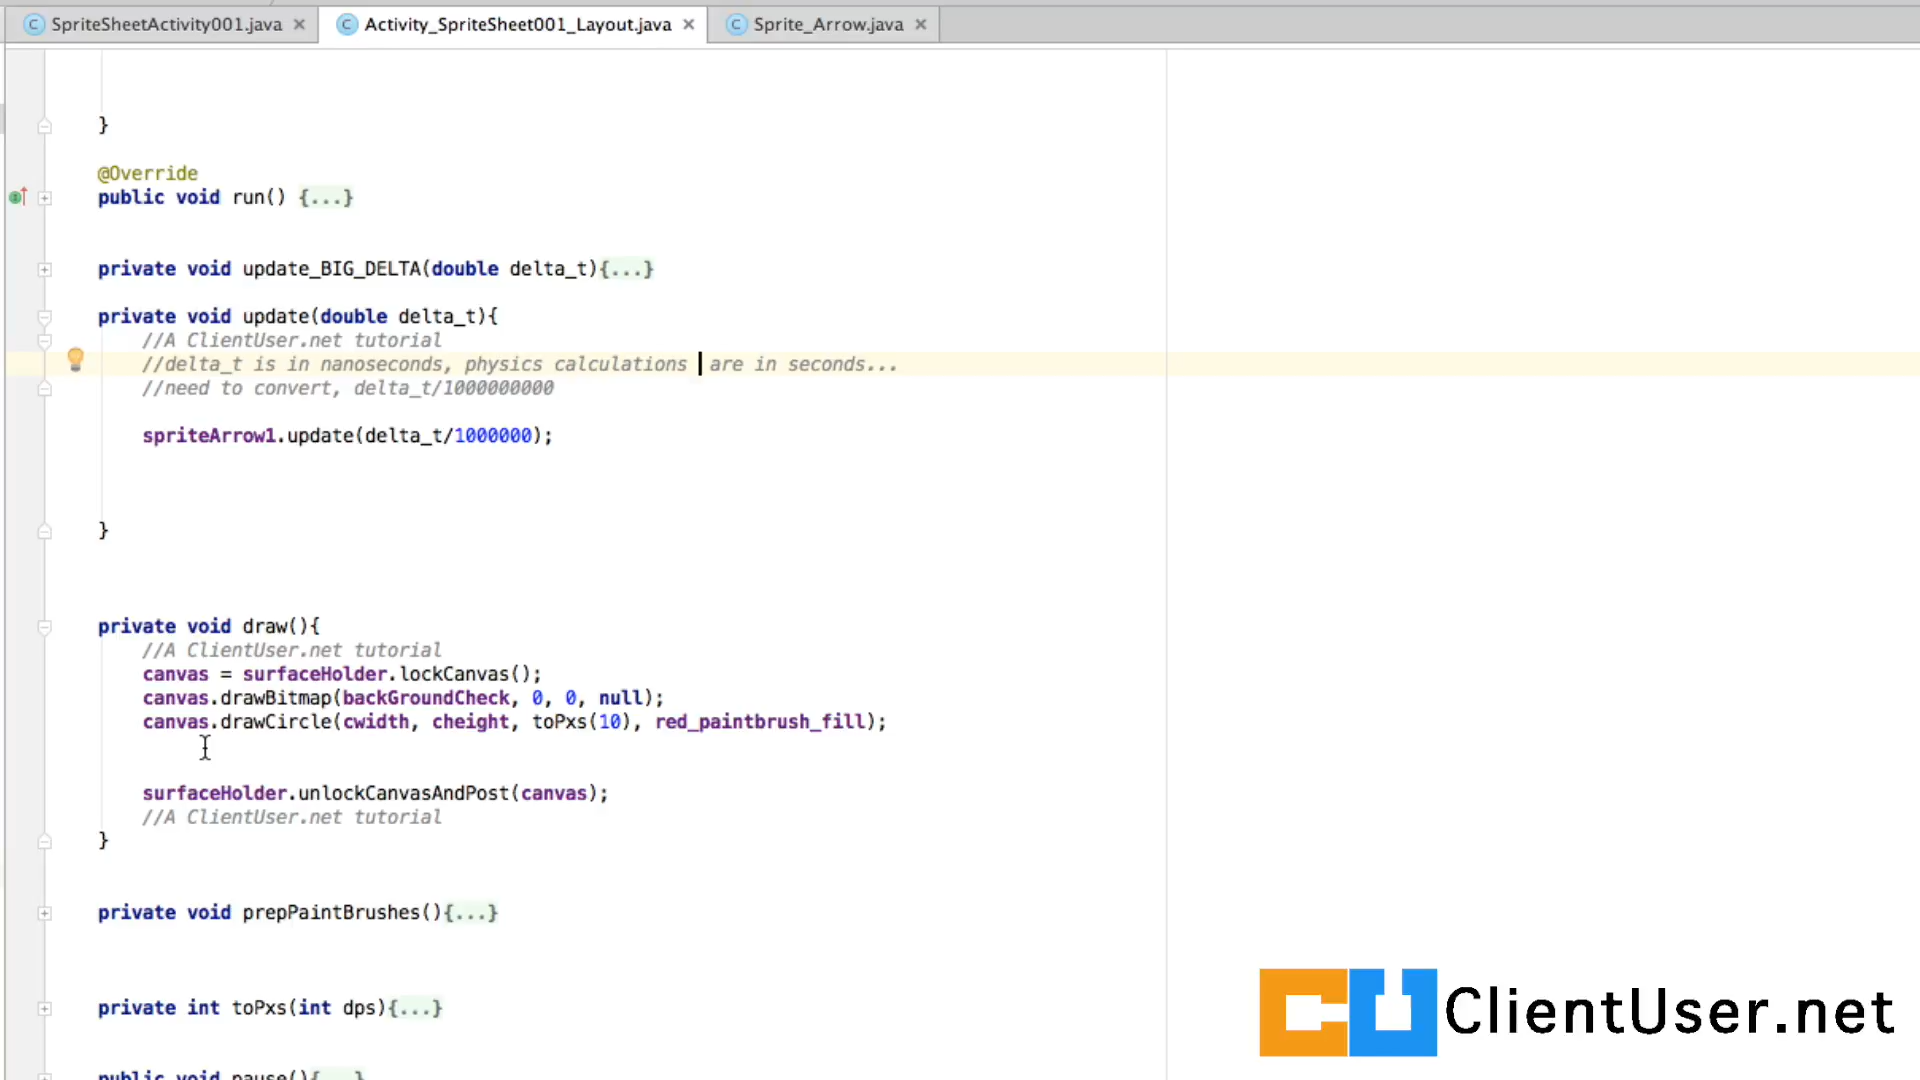 SpriteSheetActivity001.java
Activity_SpriteSheet001_Layout.java
Sprite_Arrow.java
}
@Override
public void run() {...}
private void update_BIG_DELTA(double delta_t){...}
private void update(double delta_t){
//A ClientUser.net tutorial
//delta_t is in nanoseconds, physics calculations are in seconds...
//need to convert, delta_t/1000000000
spriteArrow1.update(delta_t/1000000);
}
private void draw(){
//A ClientUser.net tutorial
canvas = surfaceHolder.lockCanvas();
canvas.drawBitmap(backGroundCheck, 0, 0, null);
canvas.drawCircle(cwidth, cheight, toPxs(10), red_paintbrush_fill);
surfaceHolder.unlockCanvasAndPost(canvas);
//A ClientUser.net tutorial
}
private void prepPaintBrushes(){...}
private int toPxs(int dps){...}
public void pause(){...}
ClientUser.net